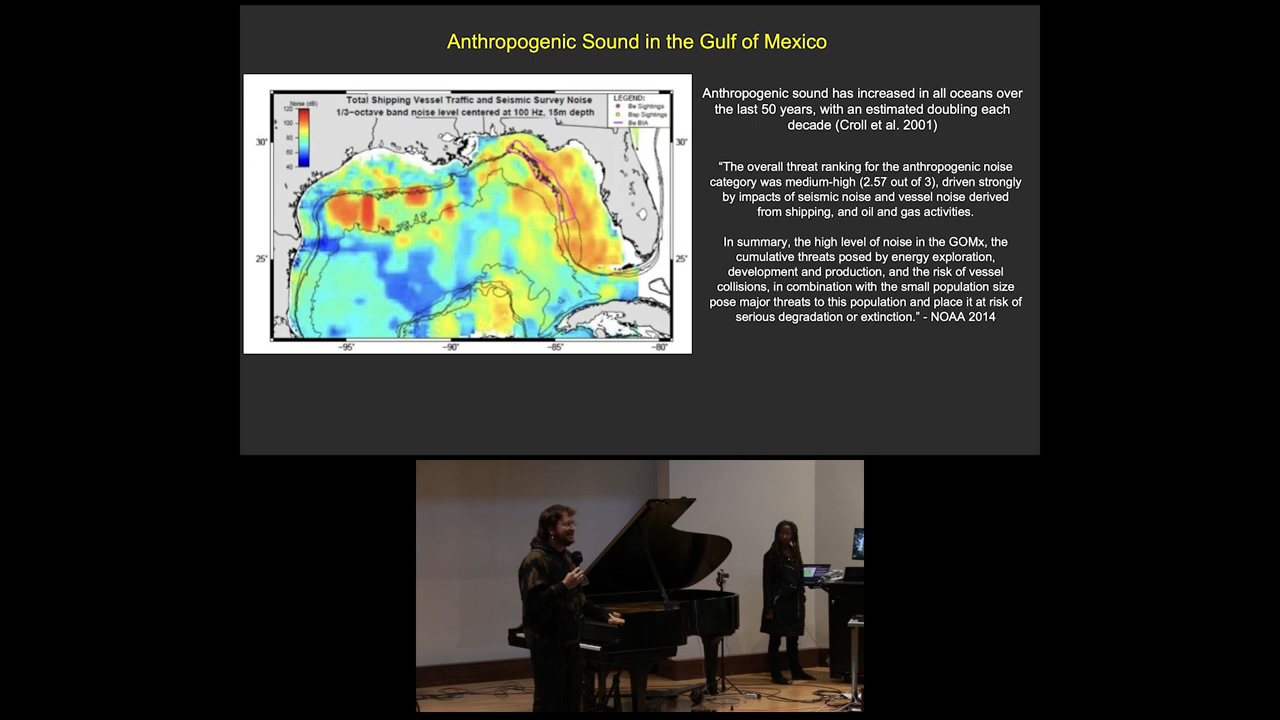 Anthropogenic Sound in the Gulf of Mexico
Total Shipping Vessel Traffic and Seismic Survey Noise
1/3-octave band noise level centered at 100 Hz, 15m depth
Noise (dB)
120
100
80
60
40
LEGEND:
Be Sightings
Bsp Sightings
Be BIA
30°
30°
25°
25°
-95°
-90°
-85°
-80°
Anthropogenic sound has increased in all oceans over
the last 50 years, with an estimated doubling each
decade (Croll et al. 2001)
“The overall threat ranking for the anthropogenic noise
category was medium-high (2.57 out of 3), driven strongly
by impacts of seismic noise and vessel noise derived
from shipping, and oil and gas activities.
In summary, the high level of noise in the GOMx, the
cumulative threats posed by energy exploration,
development and production, and the risk of vessel
collisions, in combination with the small population size
pose major threats to this population and place it at risk of
serious degradation or extinction.” - NOAA 2014